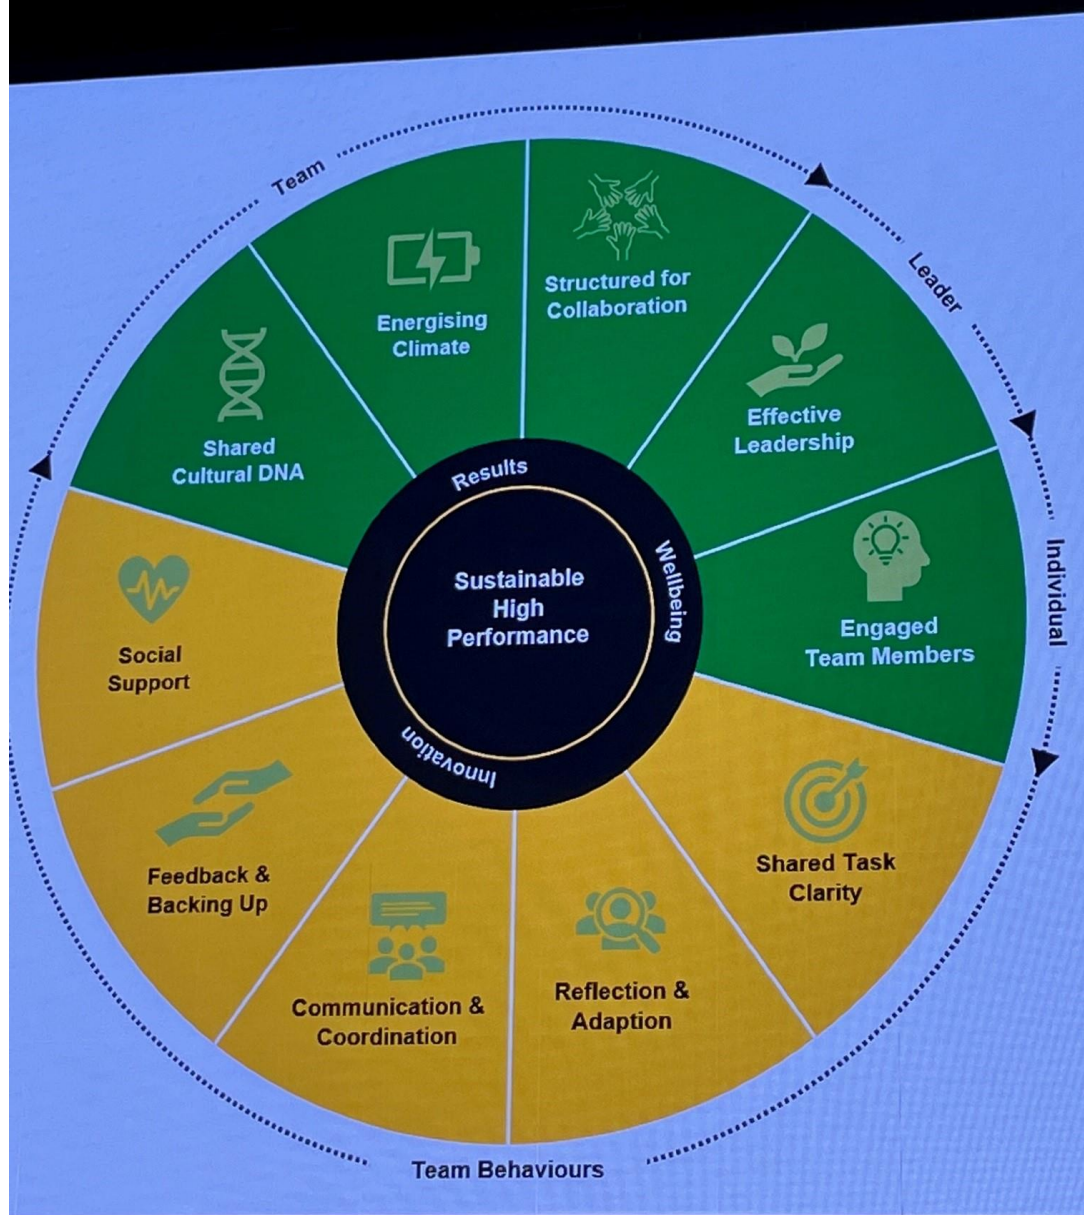 Team
Leader
Individual
Team Behaviours
Energising
Climate
Structured for
Collaboration
Effective
Leadership
Engaged
Team Members
Shared Task
Clarity
Reflection &
Adaption
Communication &
Coordination
Feedback &
Backing Up
Social
Support
Shared
Cultural DNA
Results
Wellbeing
Innovation
Sustainable
High
Performance